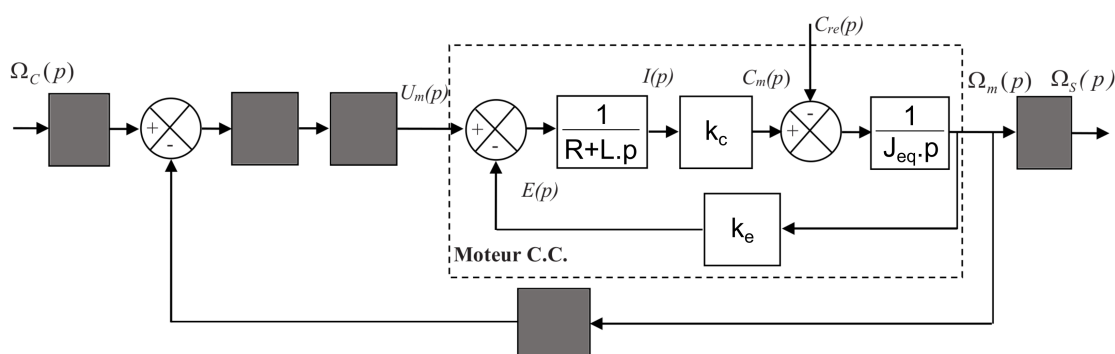 C_re(p)
Ω_C(p)
U_m(p)
I(p)
C_m(p)
Ω_m(p)
Ω_S(p)
+
-
+
-
1
R+L.p
k_c
-
+
1
J_eq.p
E(p)
k_e
Moteur C.C.